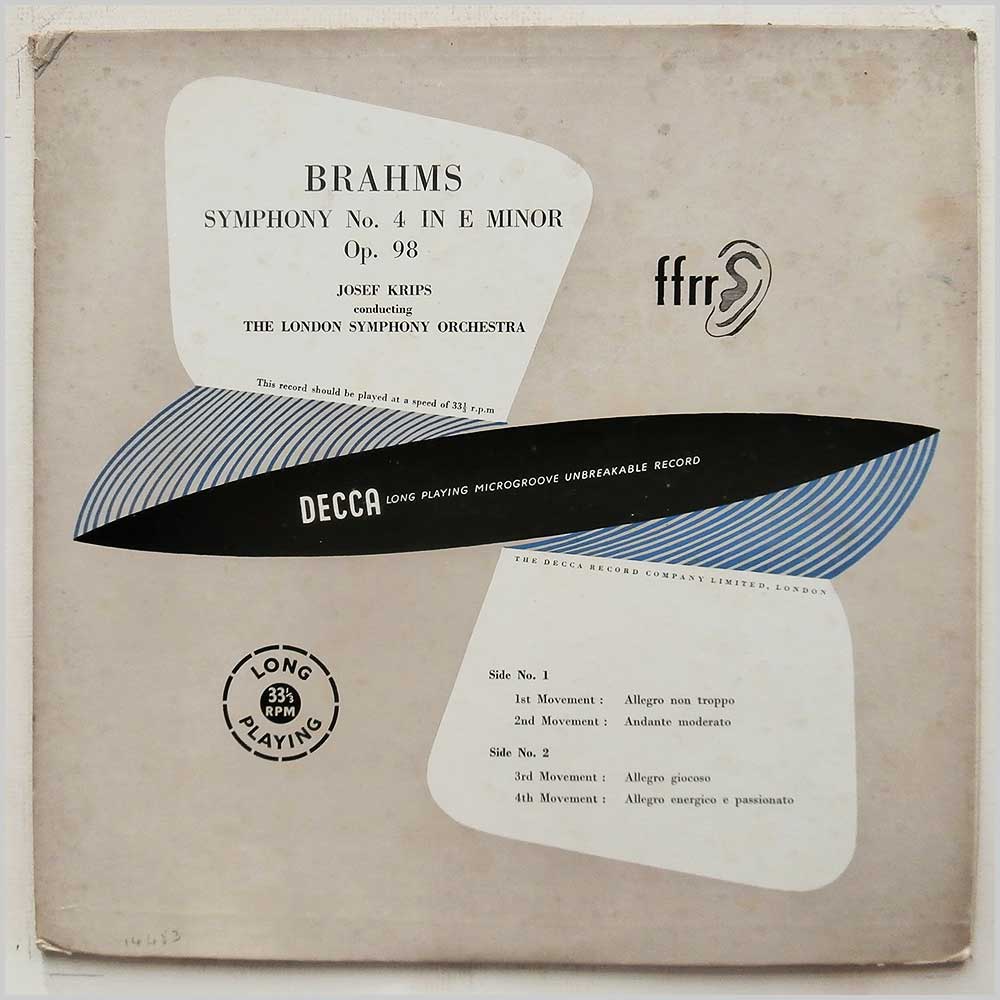 BRAHMS
SYMPHONY No. 4 IN E MINOR
Op. 98
JOSEF KRIPS
conducting
THE LONDON SYMPHONY ORCHESTRA
This record should be played at a speed of 33⅓ r.p.m
ffrr
DECCA LONG PLAYING MICROGROOVE UNBREAKABLE RECORD
THE DECCA RECORD COMPANY LIMITED, LONDON
LONG
33⅓
RPM
PLAYING
Side No. 1
1st Movement : Allegro non troppo
2nd Movement : Andante moderato
Side No. 2
3rd Movement : Allegro giocoso
4th Movement : Allegro energico e passionato